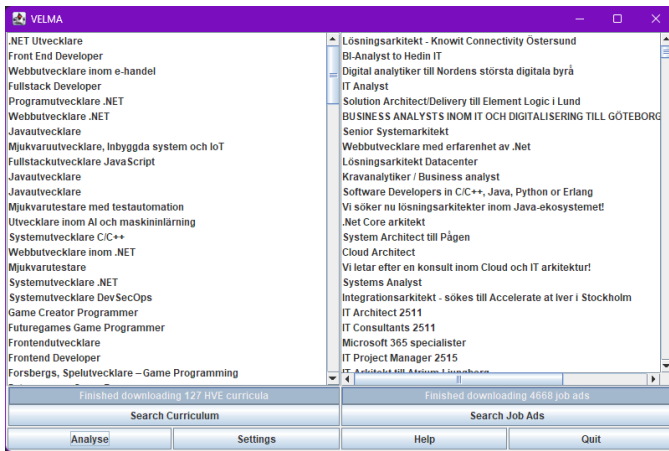 VELMA
.NET Utvecklare
Front End Developer
Webbutvecklare inom e-handel
Fullstack Developer
Programutvecklare .NET
Webbutvecklare .NET
Javautvecklare
Mjukvaruutvecklare, Inbyggda system och IoT
Fullstackutvecklare JavaScript
Javautvecklare
Javautvecklare
Mjukvarutestare med testautomation
Utvecklare inom AI och maskininlärning
Systemutvecklare C/C++
Webbutvecklare inom .NET
Mjukvarutestare
Systemutvecklare .NET
Systemutvecklare DevSecOps
Game Creator Programmer
Futuregames Game Programmer
Frontendutvecklare
Frontend Developer
Forsbergs, Spelutvecklare – Game Programming
Lösningsarkitekt - Knowit Connectivity Östersund
BI-Analyst to Hedin IT
Digital analytiker till Nordens största digitala byrå
IT Analyst
Solution Architect/Delivery till Element Logic i Lund
BUSINESS ANALYSTS INOM IT OCH DIGITALISERING TILL GÖTEBORG
Senior Systemarkitekt
Webbutvecklare med erfarenhet av .Net
Lösningsarkitekt Datacenter
Kravanalytiker / Business analyst
Software Developers in C/C++, Java, Python or Erlang
Vi söker nu lösningsarkitekter inom Java-ekosystemet!
.Net Core arkitekt
System Architect till Pågen
Cloud Architect
Vi letar efter en konsult inom Cloud och IT arkitektur!
Systems Analyst
Integrationsarkitekt - sökes till Accelerate at Iver i Stockholm
IT Architect 2511
IT Consultants 2511
Microsoft 365 specialister
IT Project Manager 2515
IT Arkitekt till Atrium Ljungberg
Finished downloading 127 HVE curricula
Finished downloading 4668 job ads
Search Curriculum
Search Job Ads
Analyse
Settings
Help
Quit